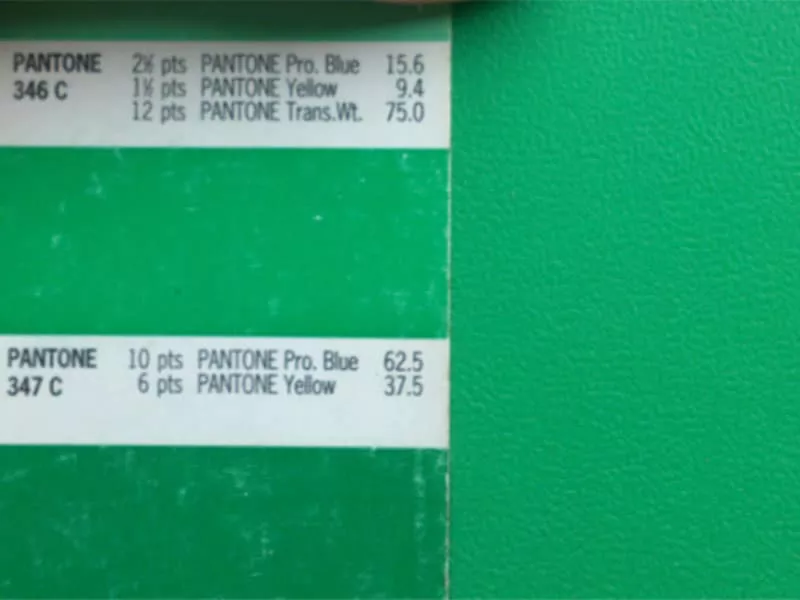 PANTONE 2½ pts PANTONE Pro. Blue 15.6
346 C 1½ pts PANTONE Yellow 9.4
12 pts PANTONE Trans.Wt. 75.0
PANTONE 10 pts PANTONE Pro. Blue 62.5
347 C 6 pts PANTONE Yellow 37.5